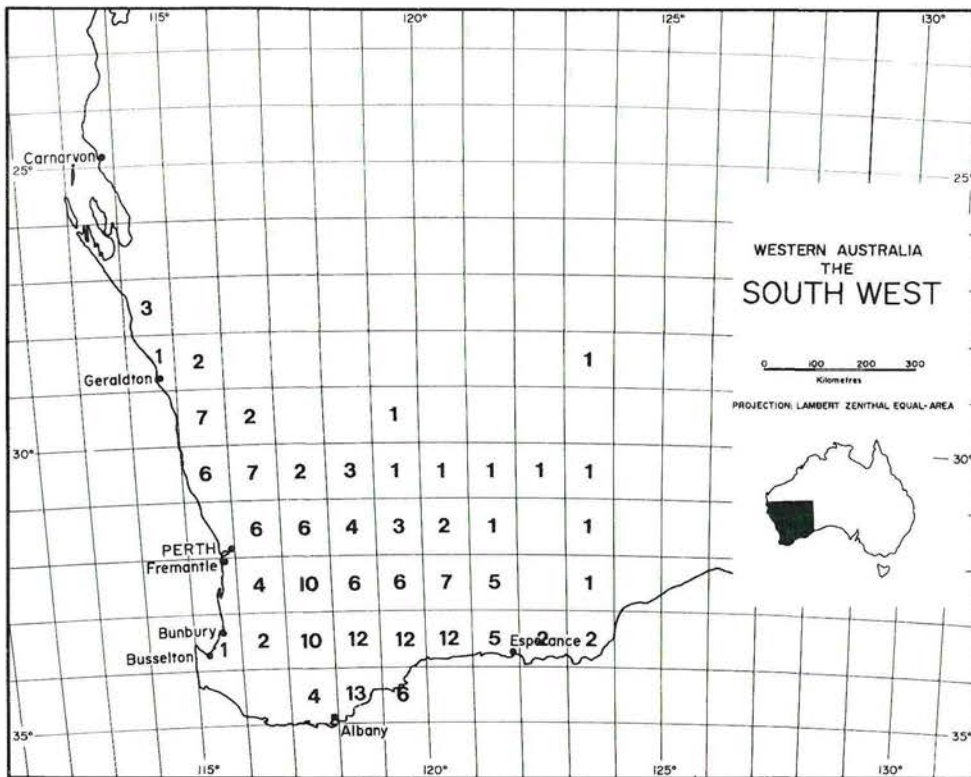 115° 120° 125° 130°
Carnarvon
25° 25°
WESTERN AUSTRALIA
THE
SOUTH WEST
3
1 2 1
Geraldton
0 100 200 300
Kilometres
PROJECTION: LAMBERT ZENITHAL EQUAL-AREA
7 2 1
30° 30°
6 7 2 3 1 1 1 1 1
6 6 4 3 2 1 1
PERTH
Fremantle
4 10 6 6 7 5 1
Bunbury
1 2 10 12 12 12 5 2 2
Esperance
Busselton
4 13 6
Albany
35° 35°
115° 120° 125° 130°